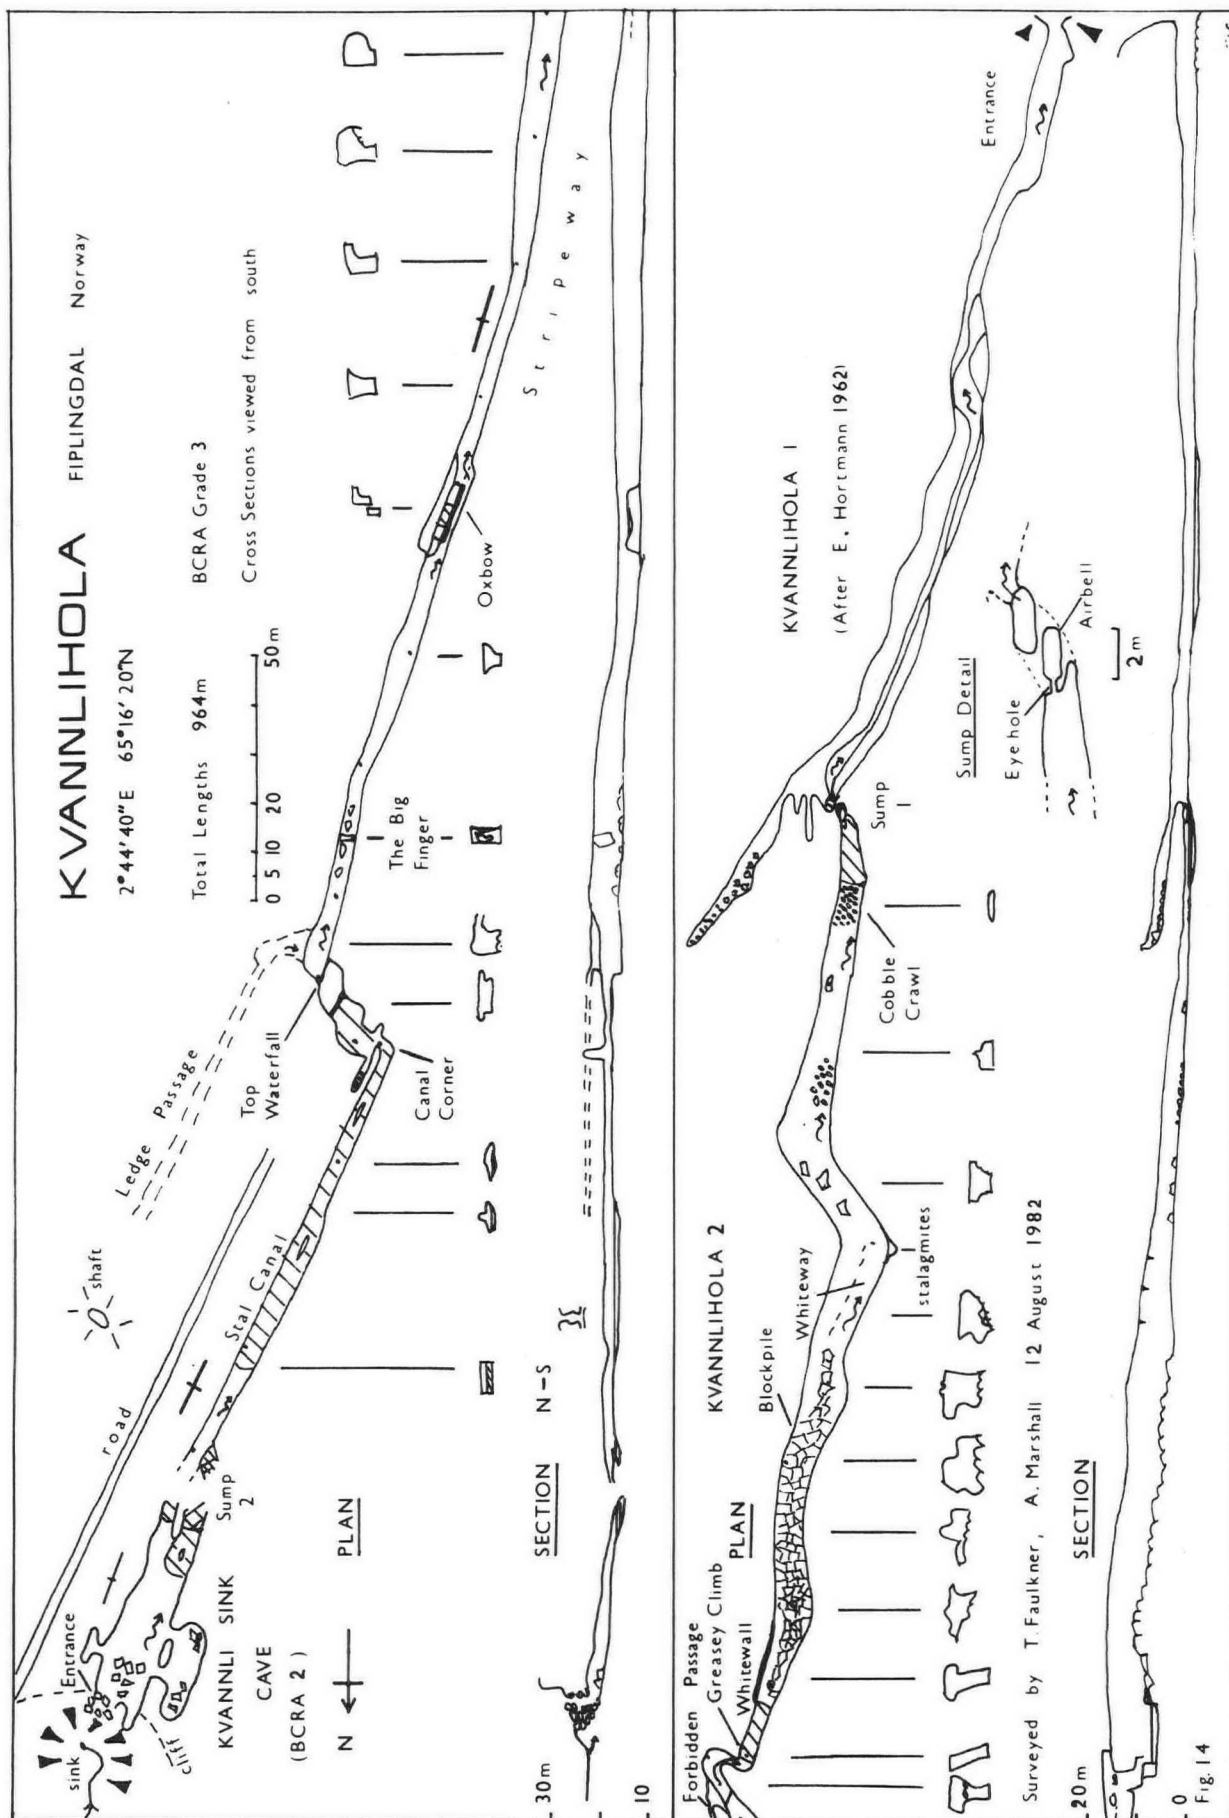 KVANNLIHOLA FIPLINGDAL Norway
2°44'40"E 65°16'20"N
Total Lengths 964m BCRA Grade 3
0 5 10 20 50m
Cross Sections viewed from south
sink
Entrance
cliff
road
shaft
Ledge Passage
Top
Waterfall
Stal Canal
Sump
2
KVANNLI SINK
CAVE
(BCRA 2)
N
PLAN
Canal
Corner
The Big
Finger
Oxbow
Stripeway
SECTION N-S
30m
10
Forbidden Passage
Greasey Climb
Whitewall
PLAN
KVANNLIHOLA 2
Blockpile
Whiteway
stalagmites
Cobble
Crawl
Sump
1
KVANNLIHOLA 1
(After E. Hortmann 1962)
Entrance
Sump Detail
Eyehole
Airbell
2m
Surveyed by T. Faulkner, A. Marshall 12 August 1982
SECTION
20m
0
Fig. 14